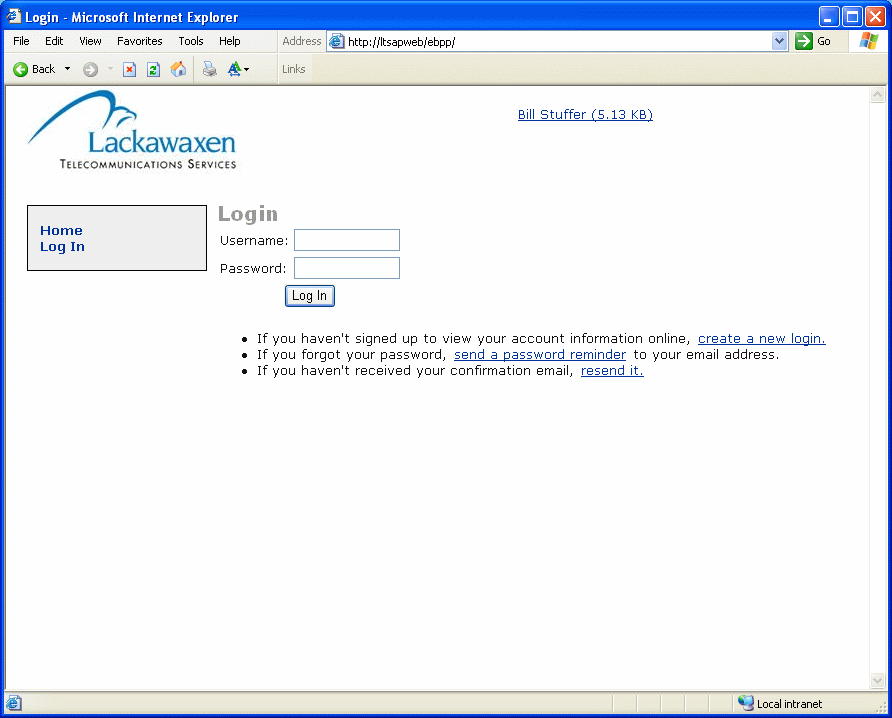 Login - Microsoft Internet Explorer
File Edit View Favorites Tools Help Address http://ltsapweb/ebpp/ Go
Back Links
Lackawaxen
TELECOMMUNICATIONS SERVICES
Bill Stuffer (5.13 KB)
Home
Log In
Login
Username:
Password:
Log In
If you haven't signed up to view your account information online, create a new login.
If you forgot your password, send a password reminder to your email address.
If you haven't received your confirmation email, resend it.
Local intranet